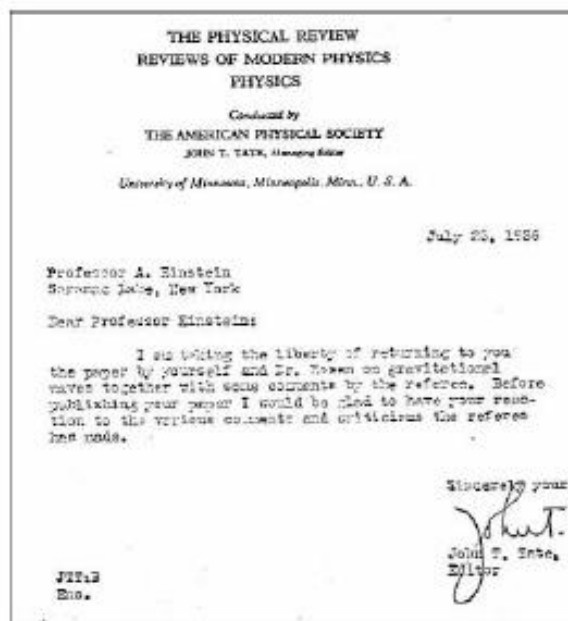 THE PHYSICAL REVIEW
REVIEWS OF MODERN PHYSICS
PHYSICS
Conducted by
THE AMERICAN PHYSICAL SOCIETY
JOHN T. TATE, Managing Editor
University of Minnesota, Minneapolis, Minn., U. S. A.
July 23, 1936
Professor A. Einstein
Saranac Lake, New York
Dear Professor Einstein:
I am taking the liberty of returning to you
the paper by yourself and Dr. Rosen on gravitational
waves together with some comments by the referee. Before
publishing your paper I would be glad to have your reac-
tion to the various comments and criticisms the referee
has made.
Sincerely your
John T.
John T. Tate,
Editor
JTT:B
Enc.